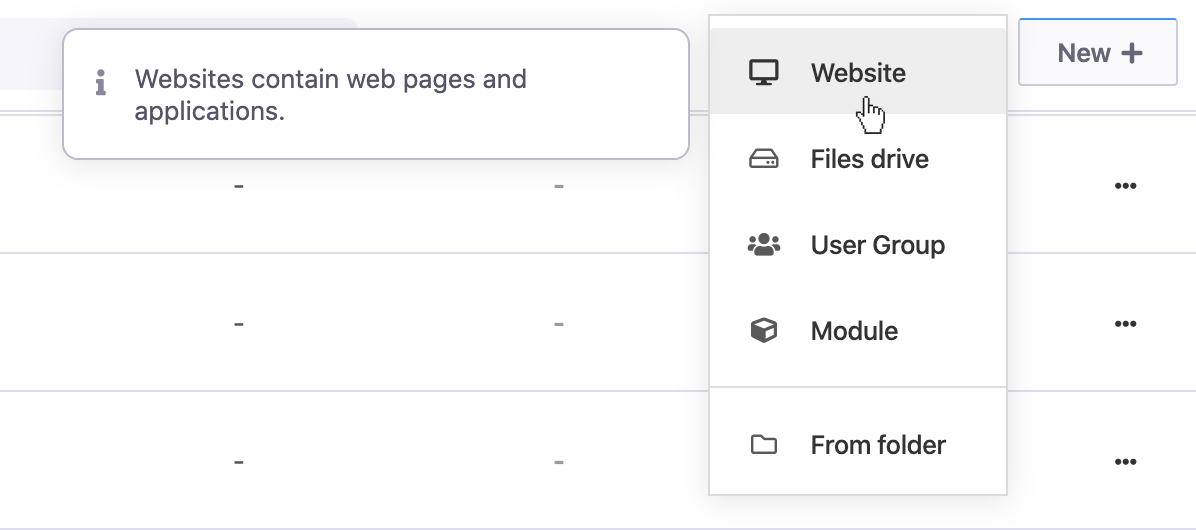 Websites contain web pages and
applications.
Website
New +
Files drive
- - •••
User Group
Module
- - •••
From folder
- - •••